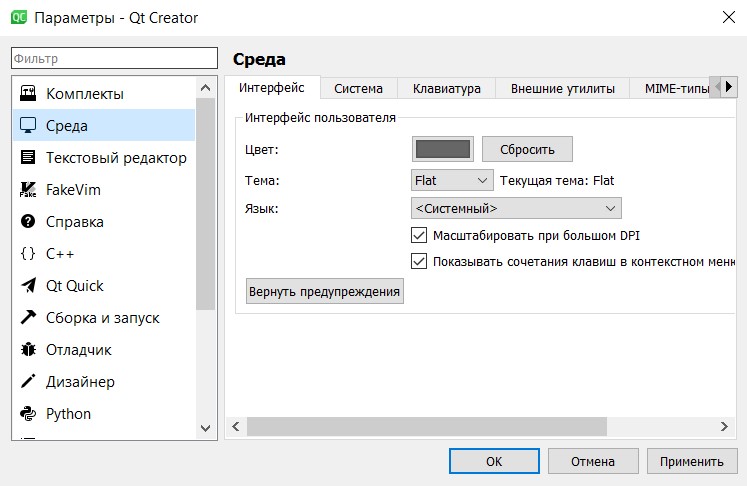 QC Параметры - Qt Creator
Фильтр
Комплекты
Среда
Текстовый редактор
Fake
FakeVim
Справка
{} C++
Qt Quick
Сборка и запуск
Отладчик
Дизайнер
Python
Среда
Интерфейс Система Клавиатура Внешние утилиты MIME-типы
Интерфейс пользователя
Цвет: Сбросить
Тема: Flat Текущая тема: Flat
Язык: <Системный>
Масштабировать при большом DPI
Показывать сочетания клавиш в контекстном
Вернуть предупреждения
OK Отмена Применить